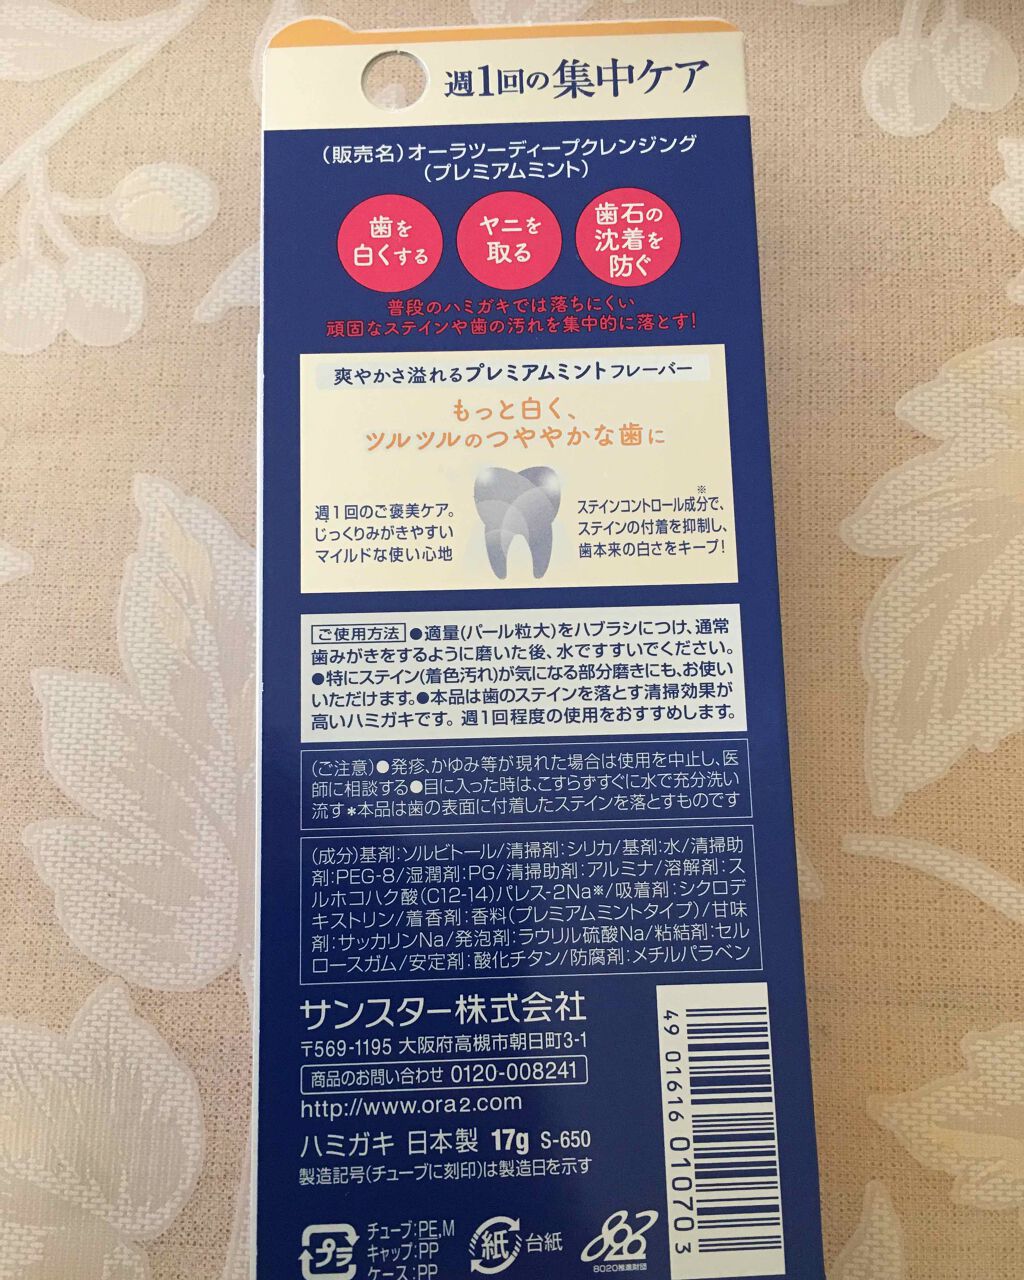 週1回の集中ケア
(販売名)オーラツーディープクレンジング
(プレミアムミント)
歯を
白くする
ヤニを
取る
歯石の
沈着を
防ぐ
普段のハミガキでは落ちにくい
頑固なステインや歯の汚れを集中的に落とす!
爽やかさ溢れるプレミアムミントフレーバー
もっと白く、
ツルツルのつややかな歯に
週1回のご褒美ケア。
じっくりみがきやすい
マイルドな使い心地
※
ステインコントロール成分で、
ステインの付着を抑制し、
歯本来の白さをキープ!
ご使用方法 ●適量(パール粒大)をハブラシにつけ、通常
歯みがきをするように磨いた後、水ですすいでください。
●特にステイン(着色汚れ)が気になる部分磨きにも、お使い
いただけます。●本品は歯のステインを落とす清掃効果が
高いハミガキです。週1回程度の使用をおすすめします。
(ご注意)●発疹、かゆみ等が現れた場合は使用を中止し、医
師に相談する●目に入った時は、こすらずすぐに水で充分洗い
流す＊本品は歯の表面に付着したステインを落とすものです
(成分)基剤:ソルビトール/清掃剤:シリカ/基剤:水/清掃助
剤:PEG-8/湿潤剤:PG/清掃助剤:アルミナ/溶解剤:ス
ルホコハク酸(C12-14)パレス-2Na※/吸着剤:シクロデ
キストリン/着香剤:香料(プレミアムミントタイプ)/甘味
剤:サッカリンNa/発泡剤:ラウリル硫酸Na/粘結剤:セル
ロースガム/安定剤:酸化チタン/防腐剤:メチルパラベン
サンスター株式会社
〒569-1195 大阪府高槻市朝日町3-1
商品のお問い合わせ 0120-008241
http://www.ora2.com
ハミガキ 日本製 17g S-650
製造記号(チューブに刻印)は製造日を示す
49 01616 01070 3
プラ
チューブ:PE,M
キャップ:PP
ケース:PP
紙
台紙
8020
8020推進財団